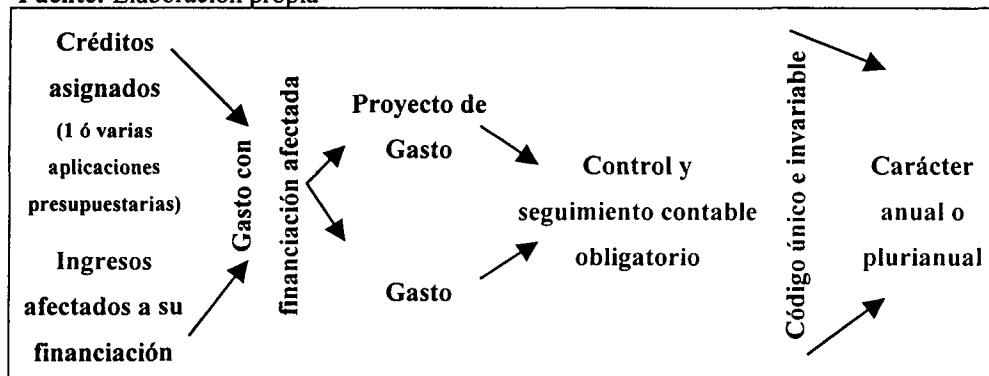 Fuente: Elaboración propia
Créditos
asignados
(1 ó varias
aplicaciones
presupuestarias)
Ingresos
afectados a su
financiación
Gasto con
financiación afectada
Proyecto de
Gasto
Gasto
Control y
seguimiento contable
obligatorio
Código único e invariable
Carácter
anual o
plurianual